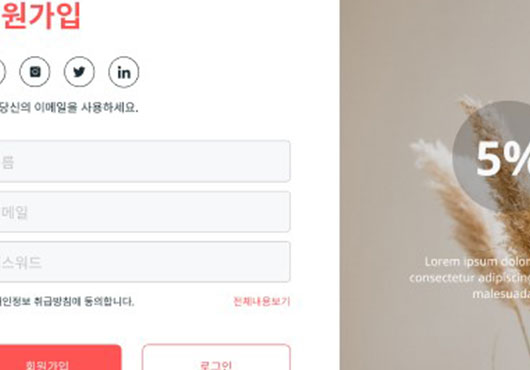 원가입
당신의 이메일을 사용하세요.
름
메일
스워드
인정보 취급방침에 동의합니다.
전체내용보기
회원가입
로그인
5%
Lorem ipsum dolor
consectetur adipiscing
malesuada